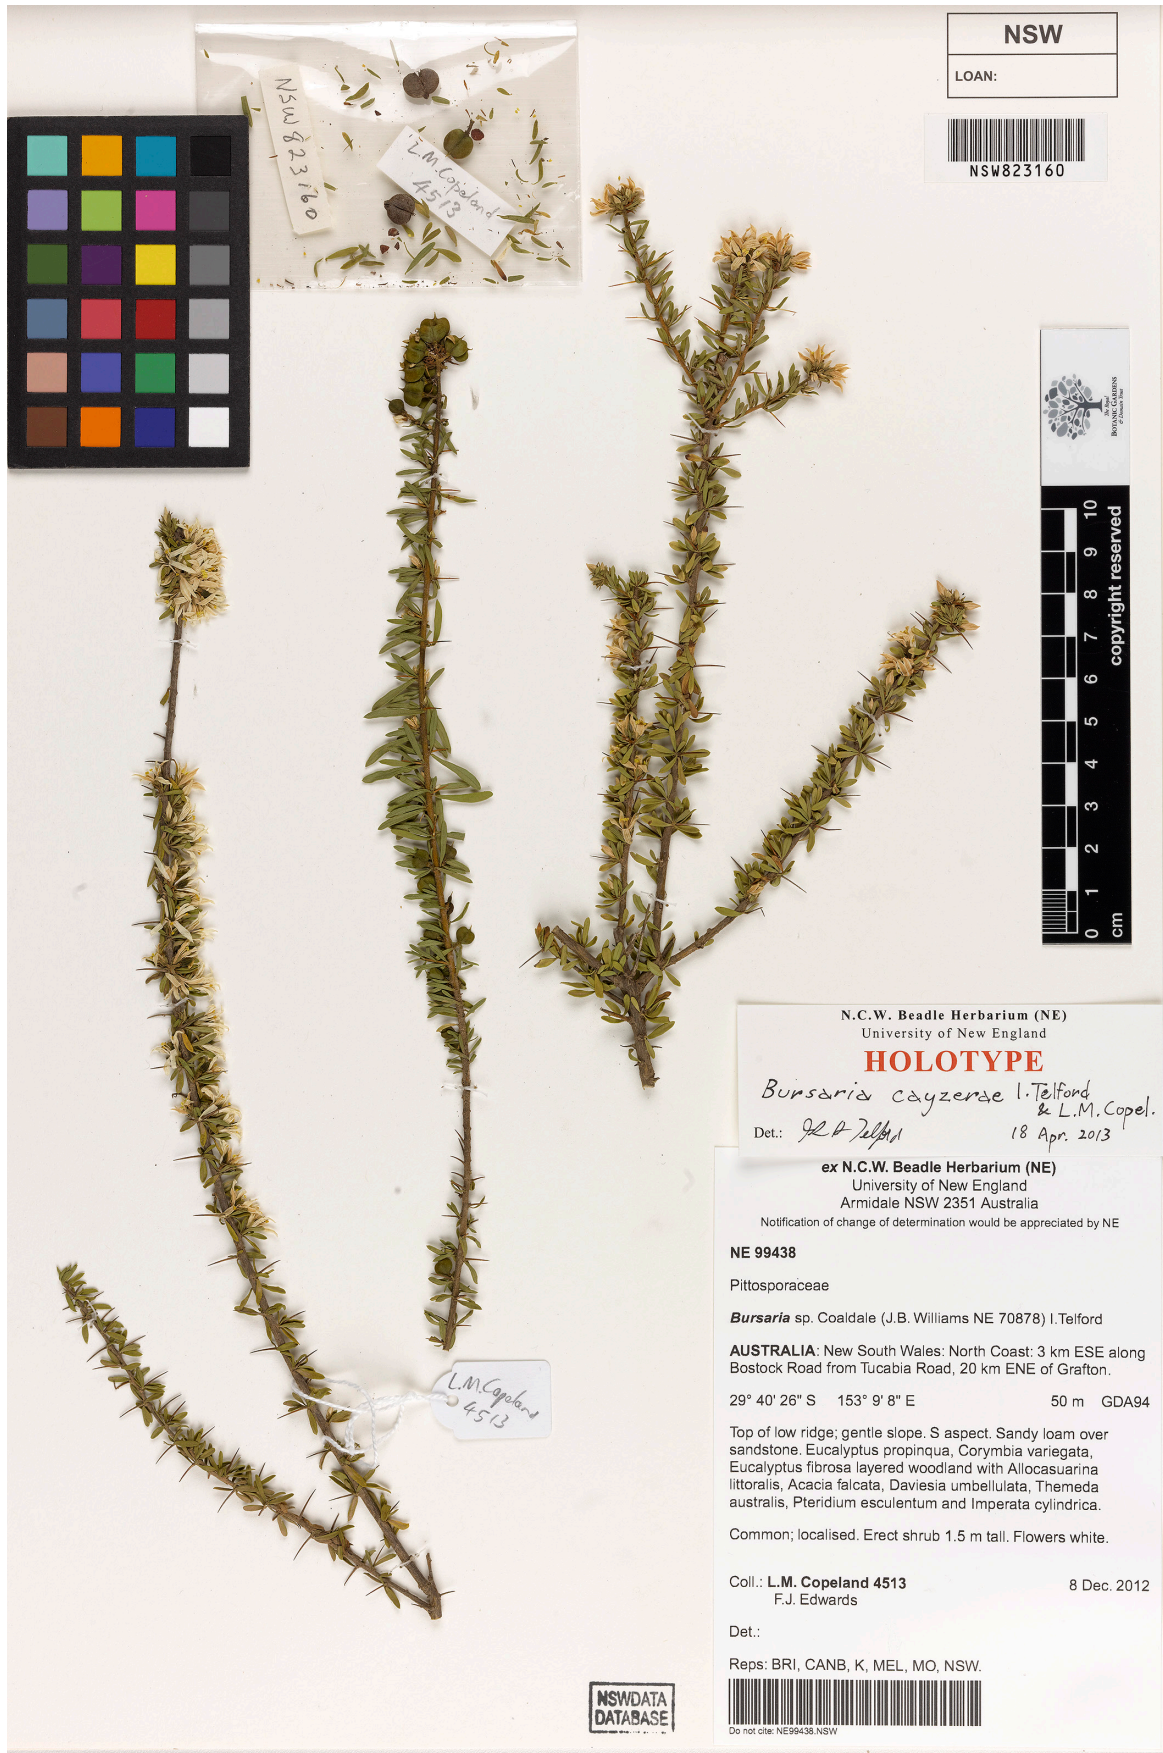 NSW
LOAN:
NSW823160
NSW 823160
L.M. Copeland
4513
The Royal
BOTANIC GARDENS
& Domain Trust
10
9
8
7
6
5
4
3
2
1
0
cm
copyright reserved
N.C.W. Beadle Herbarium (NE)
University of New England
HOLOTYPE
Bursaria cayzerae I. Telford
& L.M. Copel.
Det.: I.R.H. Telford 18 Apr. 2013
ex N.C.W. Beadle Herbarium (NE)
University of New England
Armidale NSW 2351 Australia
Notification of change of determination would be appreciated by NE
NE 99438
Pittosporaceae
Bursaria sp. Coaldale (J.B. Williams NE 70878) I.Telford
AUSTRALIA: New South Wales: North Coast: 3 km ESE along
Bostock Road from Tucabia Road, 20 km ENE of Grafton.
29° 40' 26" S 153° 9' 8" E 50 m GDA94
Top of low ridge; gentle slope. S aspect. Sandy loam over
sandstone. Eucalyptus propinqua, Corymbia variegata,
Eucalyptus fibrosa layered woodland with Allocasuarina
littoralis, Acacia falcata, Daviesia umbellulata, Themeda
australis, Pteridium esculentum and Imperata cylindrica.
Common; localised. Erect shrub 1.5 m tall. Flowers white.
Coll.: L.M. Copeland 4513 8 Dec. 2012
F.J. Edwards
Det.:
Reps: BRI, CANB, K, MEL, MO, NSW.
Do not cite: NE99438.NSW
L.M. Copeland
4513
NSWDATA
DATABASE